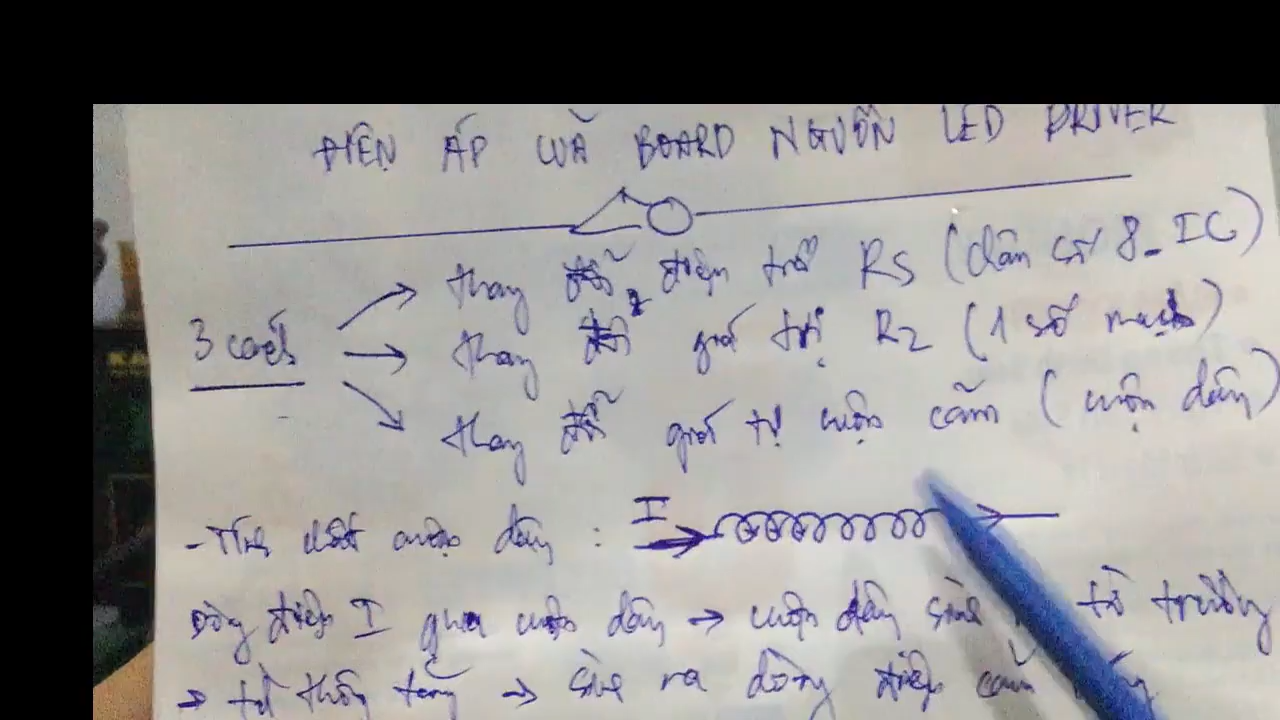 ĐIỆN ÁP CỦA BOARD NGUỒN LED DRIVER
thay đổi điện trở RS (chân số 8_IC)
3 cách
thay đổi giá trị R2 (1 số mạch)
thay đổi giá trị cuộn cảm (cuộn dây)
- Tính chất cuộn dây : I
Dòng điện I qua cuộn dây → cuộn dây sinh từ trường
→ từ thông tăng → sinh ra dòng điện cảm